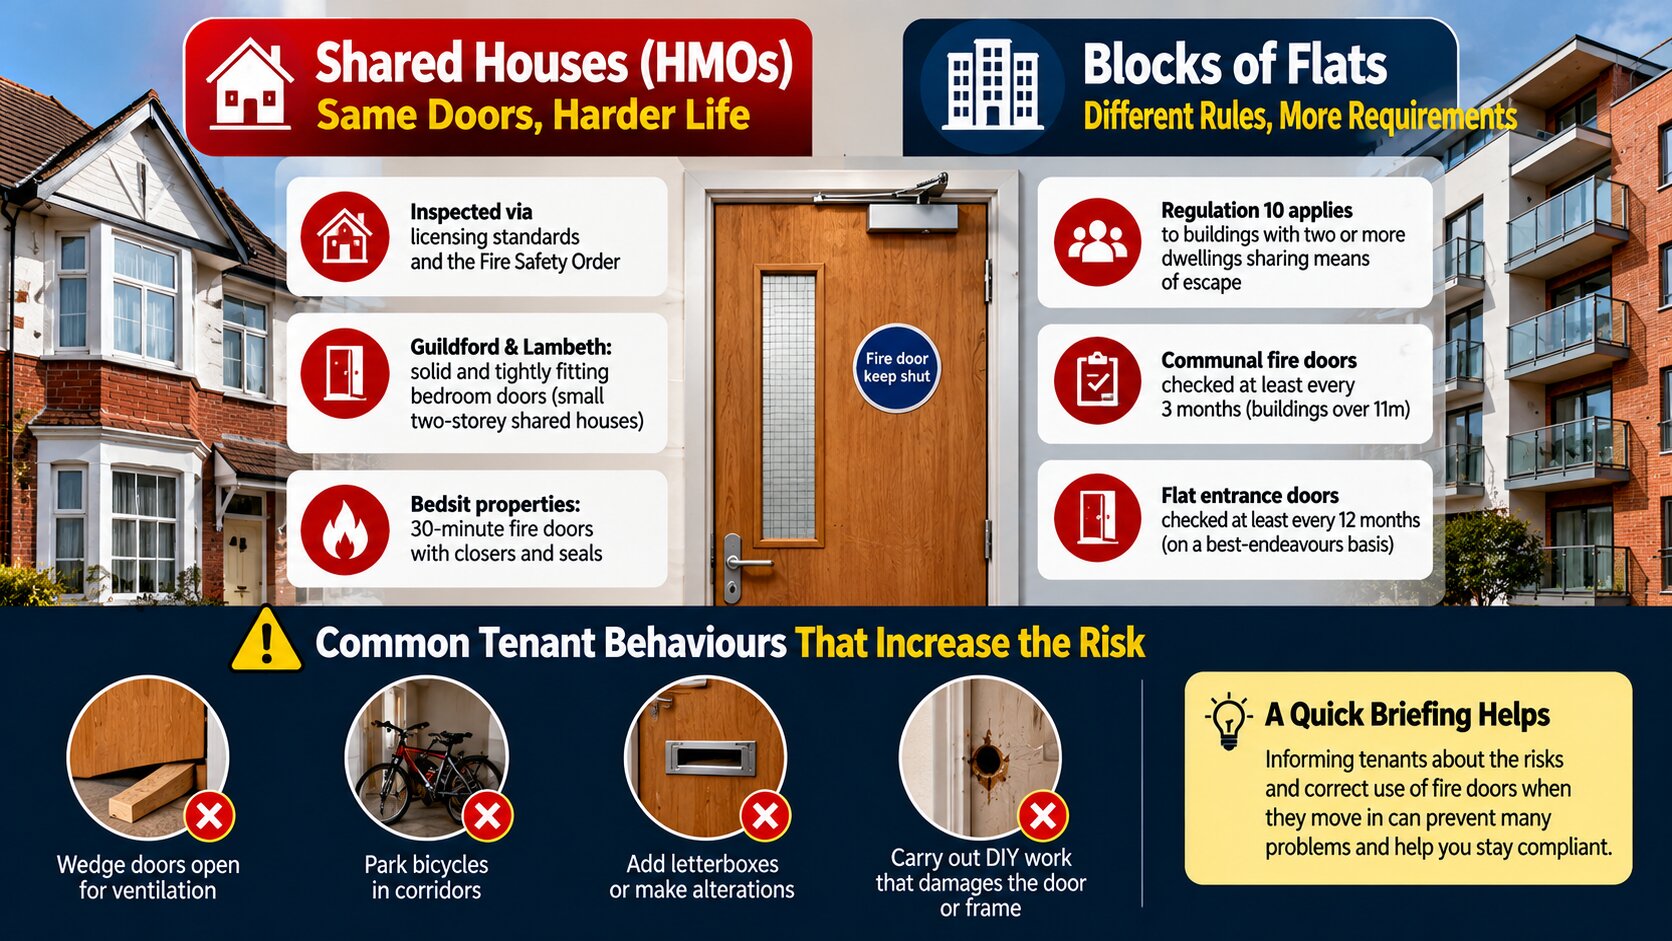 Shared Houses (HMOs)
Same Doors, Harder Life
Inspected via
licensing standards
and the Fire Safety Order
Guildford & Lambeth:
solid and tightly fitting
bedroom doors (small
two-storey shared houses)
Bedsit properties:
30-minute fire doors
with closers and seals
Fire door
keep shut
Blocks of Flats
Different Rules, More Requirements
Regulation 10 applies
to buildings with two or more
dwellings sharing means
of escape
Communal fire doors
checked at least every
3 months (buildings over 11m)
Flat entrance doors
checked at least every 12 months
(on a best-endeavours basis)
Common Tenant Behaviours That Increase the Risk
Wedge doors open
for ventilation
Park bicycles
in corridors
Add letterboxes
or make alterations
Carry out DIY work
that damages the door
or frame
A Quick Briefing Helps
Informing tenants about the risks
and correct use of fire doors when
they move in can prevent many
problems and help you stay compliant.